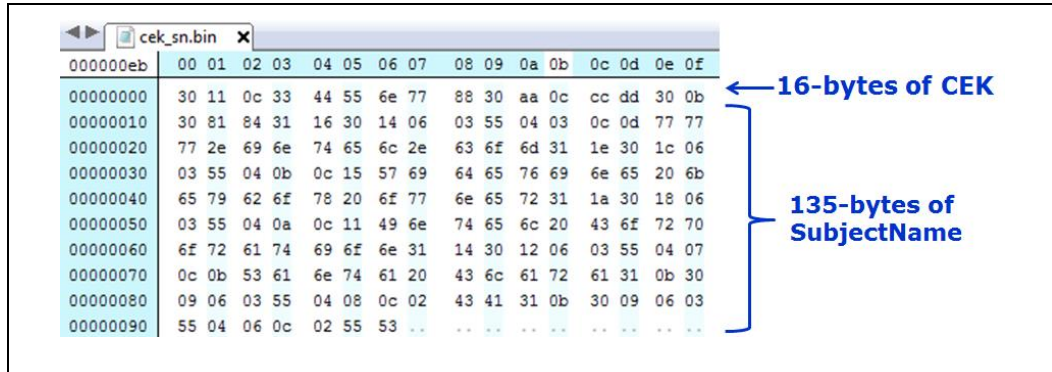 cek_sn.bin x
000000eb 00 01 02 03 04 05 06 07 08 09 0a 0b 0c 0d 0e 0f
00000000 30 11 0c 33 44 55 6e 77 88 30 aa 0c cc dd 30 0b
16-bytes of CEK
00000010 30 81 84 31 16 30 14 06 03 55 04 03 0c 0d 77 77
00000020 77 2e 69 6e 74 65 6c 2e 63 6f 6d 31 1e 30 1c 06
00000030 03 55 04 0b 0c 15 57 69 64 65 76 69 6e 65 20 6b
00000040 65 79 62 6f 78 20 6f 77 6e 65 72 31 1a 30 18 06
00000050 03 55 04 0a 0c 11 49 6e 74 65 6c 20 43 6f 72 70
00000060 6f 72 61 74 69 6f 6e 31 14 30 12 06 03 55 04 07
00000070 0c 0b 53 61 6e 74 61 20 43 6c 61 72 61 31 0b 30
00000080 09 06 03 55 04 08 0c 02 43 41 31 0b 30 09 06 03
00000090 55 04 06 0c 02 55 53 .. .. .. .. .. .. .. .. ..
135-bytes of
SubjectName